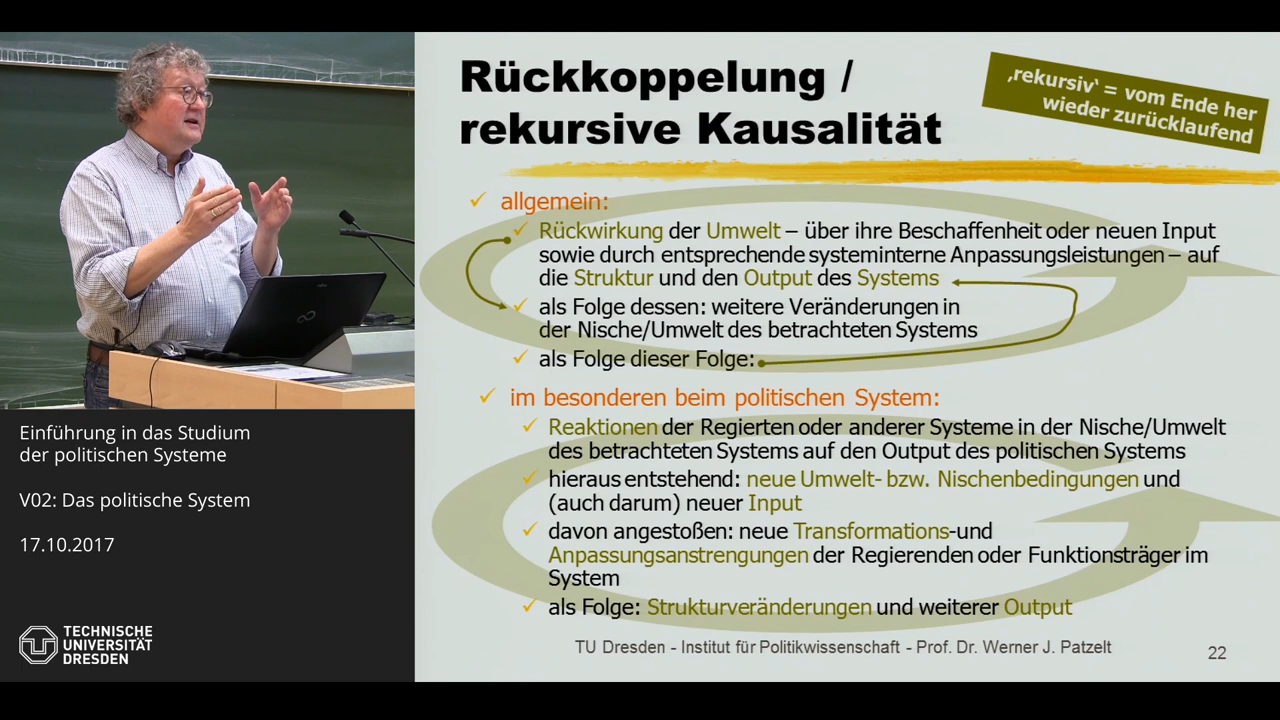 Rückkoppelung /
rekursive Kausalität
‚rekursiv‘ = vom Ende her
wieder zurücklaufend
allgemein:
Rückwirkung der Umwelt – über ihre Beschaffenheit oder neuen Input
sowie durch entsprechende systeminterne Anpassungsleistungen – auf
die Struktur und den Output des Systems
als Folge dessen: weitere Veränderungen in
der Nische/Umwelt des betrachteten Systems
als Folge dieser Folge:
im besonderen beim politischen System:
Reaktionen der Regierten oder anderer Systeme in der Nische/Umwelt
des betrachteten Systems auf den Output des politischen Systems
hieraus entstehend: neue Umwelt- bzw. Nischenbedingungen und
(auch darum) neuer Input
davon angestoßen: neue Transformations-und
Anpassungsanstrengungen der Regierenden oder Funktionsträger im
System
als Folge: Strukturveränderungen und weiterer Output
TU Dresden - Institut für Politikwissenschaft - Prof. Dr. Werner J. Patzelt
22
Einführung in das Studium
der politischen Systeme
V02: Das politische System
17.10.2017
TECHNISCHE
UNIVERSITÄT
DRESDEN